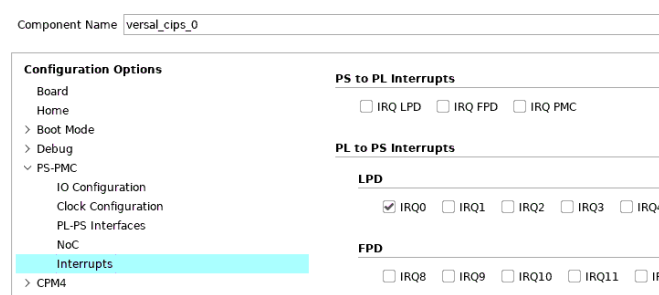 Component Name versal_cips_0
Configuration Options
Board
Home
Boot Mode
Debug
PS-PMC
IO Configuration
Clock Configuration
PL-PS Interfaces
NoC
Interrupts
CPM4
PS to PL Interrupts
IRQ LPD IRQ FPD IRQ PMC
PL to PS Interrupts
LPD
IRQ0 IRQ1 IRQ2 IRQ3 IRQ4
FPD
IRQ8 IRQ9 IRQ10 IRQ11